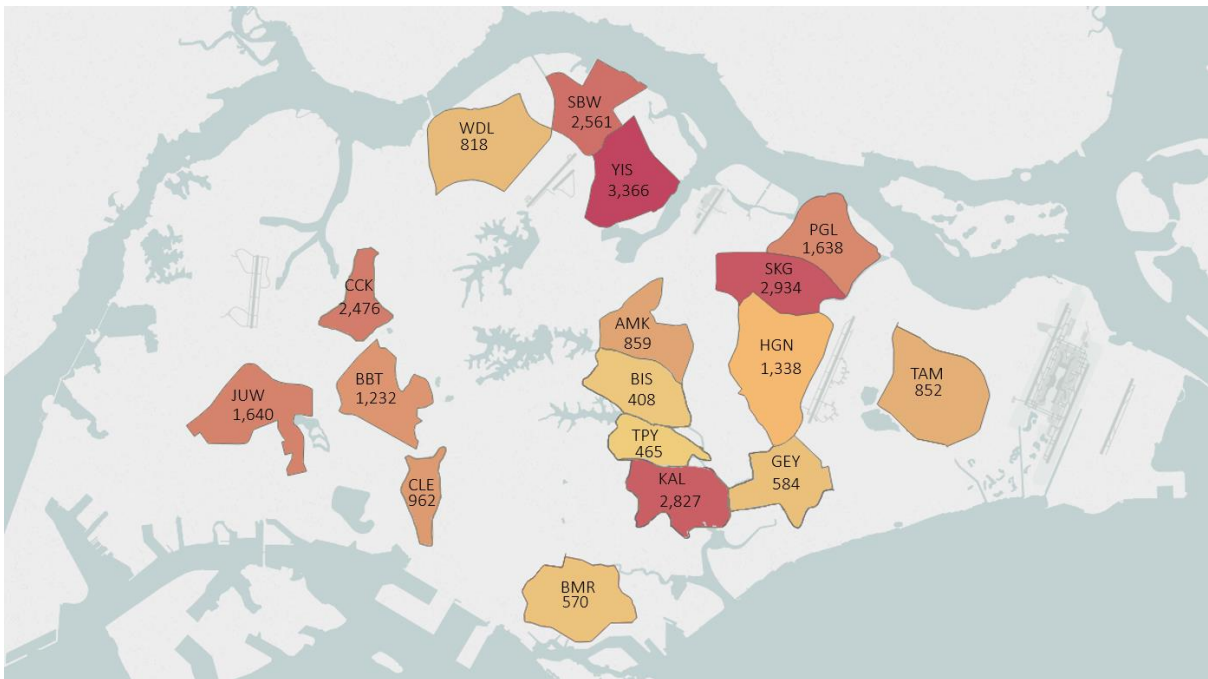 SBW
2,561
WDL
818
YIS
3,366
PGL
1,638
SKG
2,934
CCK
2,476
AMK
859
HGN
1,338
TAM
852
BIS
408
BBT
1,232
JUW
1,640
TPY
465
GEY
584
KAL
2,827
CLE
962
BMR
570